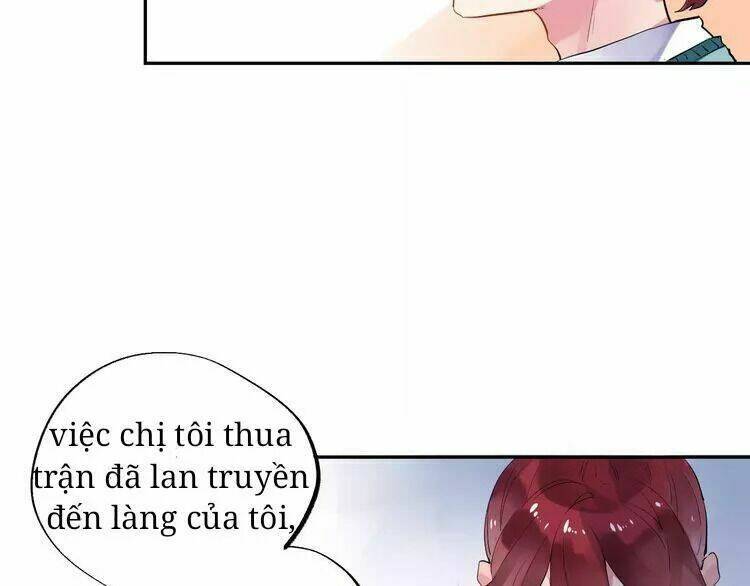 việc chị tôi thua
trận đã lan truyền
đến làng của tôi,